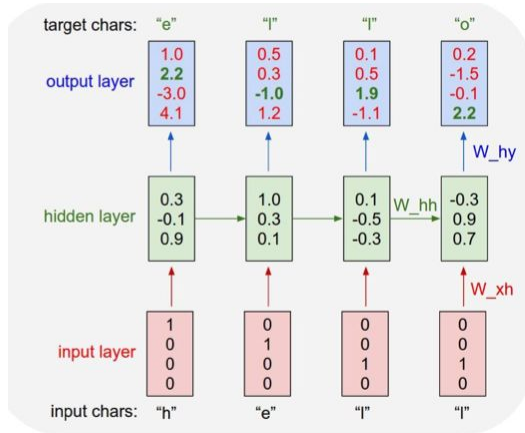 target chars: “e” “l” “l” “o”
output layer
1.0 0.5 0.1 0.2
2.2 0.3 0.5 -1.5
-3.0 -1.0 1.9 -0.1
4.1 1.2 -1.1 2.2
W_hy
hidden layer
0.3 1.0 0.1 W_hh -0.3
-0.1 0.3 -0.5 0.9
0.9 0.1 -0.3 0.7
W_xh
input layer
1 0 0 0
0 1 0 0
0 0 1 1
0 0 0 0
input chars: “h” “e” “l” “l”